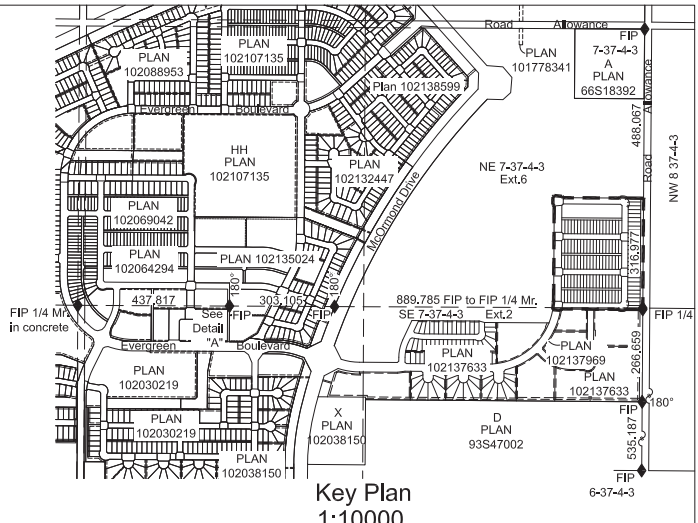 Road Allowance
FIP
7-37-4-3
A
PLAN
66S18392
PLAN
101778341
PLAN
102088953
PLAN
102107135
Plan 102138599
Evergreen Boulevard
HH
PLAN
102107135
PLAN
102132447
McOrmond Drive
NE 7-37-4-3
Ext.6
488.067
Road Allowance
NW 8 37-4-3
PLAN
102069042
PLAN
102064294
PLAN 102135024
180°
180°
316.977
FIP 1/4 Mr.
in concrete
437.817
FIP
303.105
FIP
889.785 FIP to FIP 1/4 Mr.
SE 7-37-4-3 Ext.2
FIP 1/4
See
Detail
"A"
Evergreen Boulevard
PLAN
102030219
PLAN
102137633
PLAN
102137969
PLAN
102137633
266.659
180°
FIP
PLAN
102030219
X
PLAN
102038150
D
PLAN
93S47002
535.187
PLAN
102038150
FIP
6-37-4-3
Key Plan
1:10000